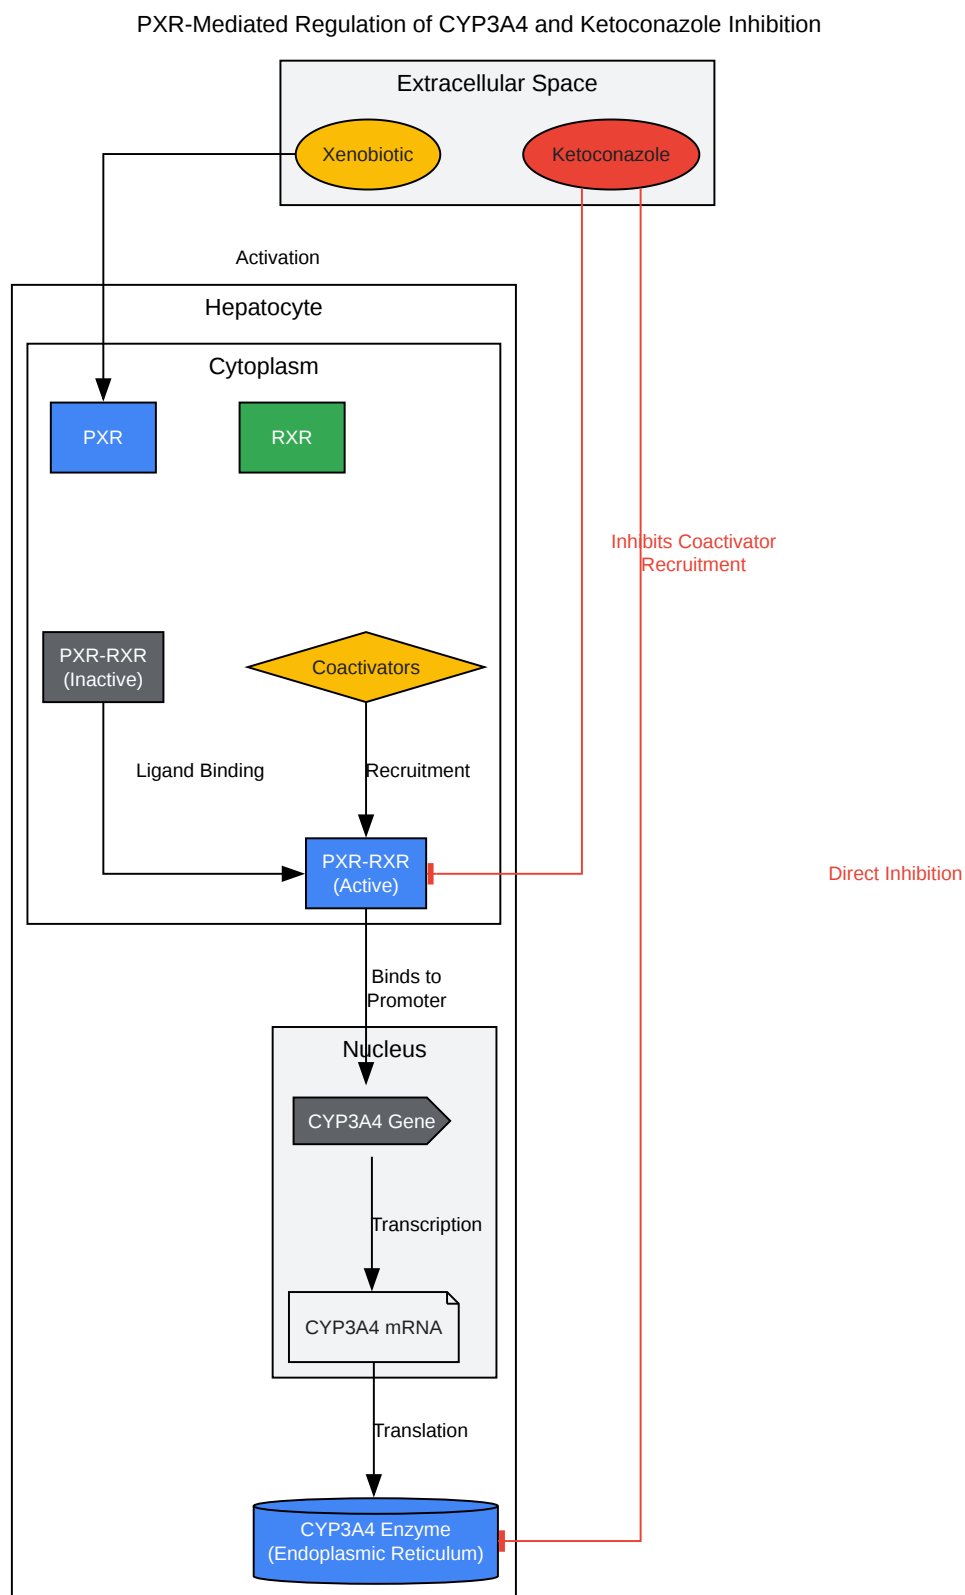 PXR-Mediated Regulation of CYP3A4 and Ketoconazole Inhibition
Extracellular Space
Xenobiotic
Ketoconazole
Activation
Hepatocyte
Cytoplasm
PXR
RXR
Inhibits Coactivator
Recruitment
PXR-RXR
(Inactive)
Coactivators
Ligand Binding
Recruitment
PXR-RXR
(Active)
Direct Inhibition
Binds to
Promoter
Nucleus
CYP3A4 Gene
Transcription
CYP3A4 mRNA
Translation
CYP3A4 Enzyme
(Endoplasmic Reticulum)